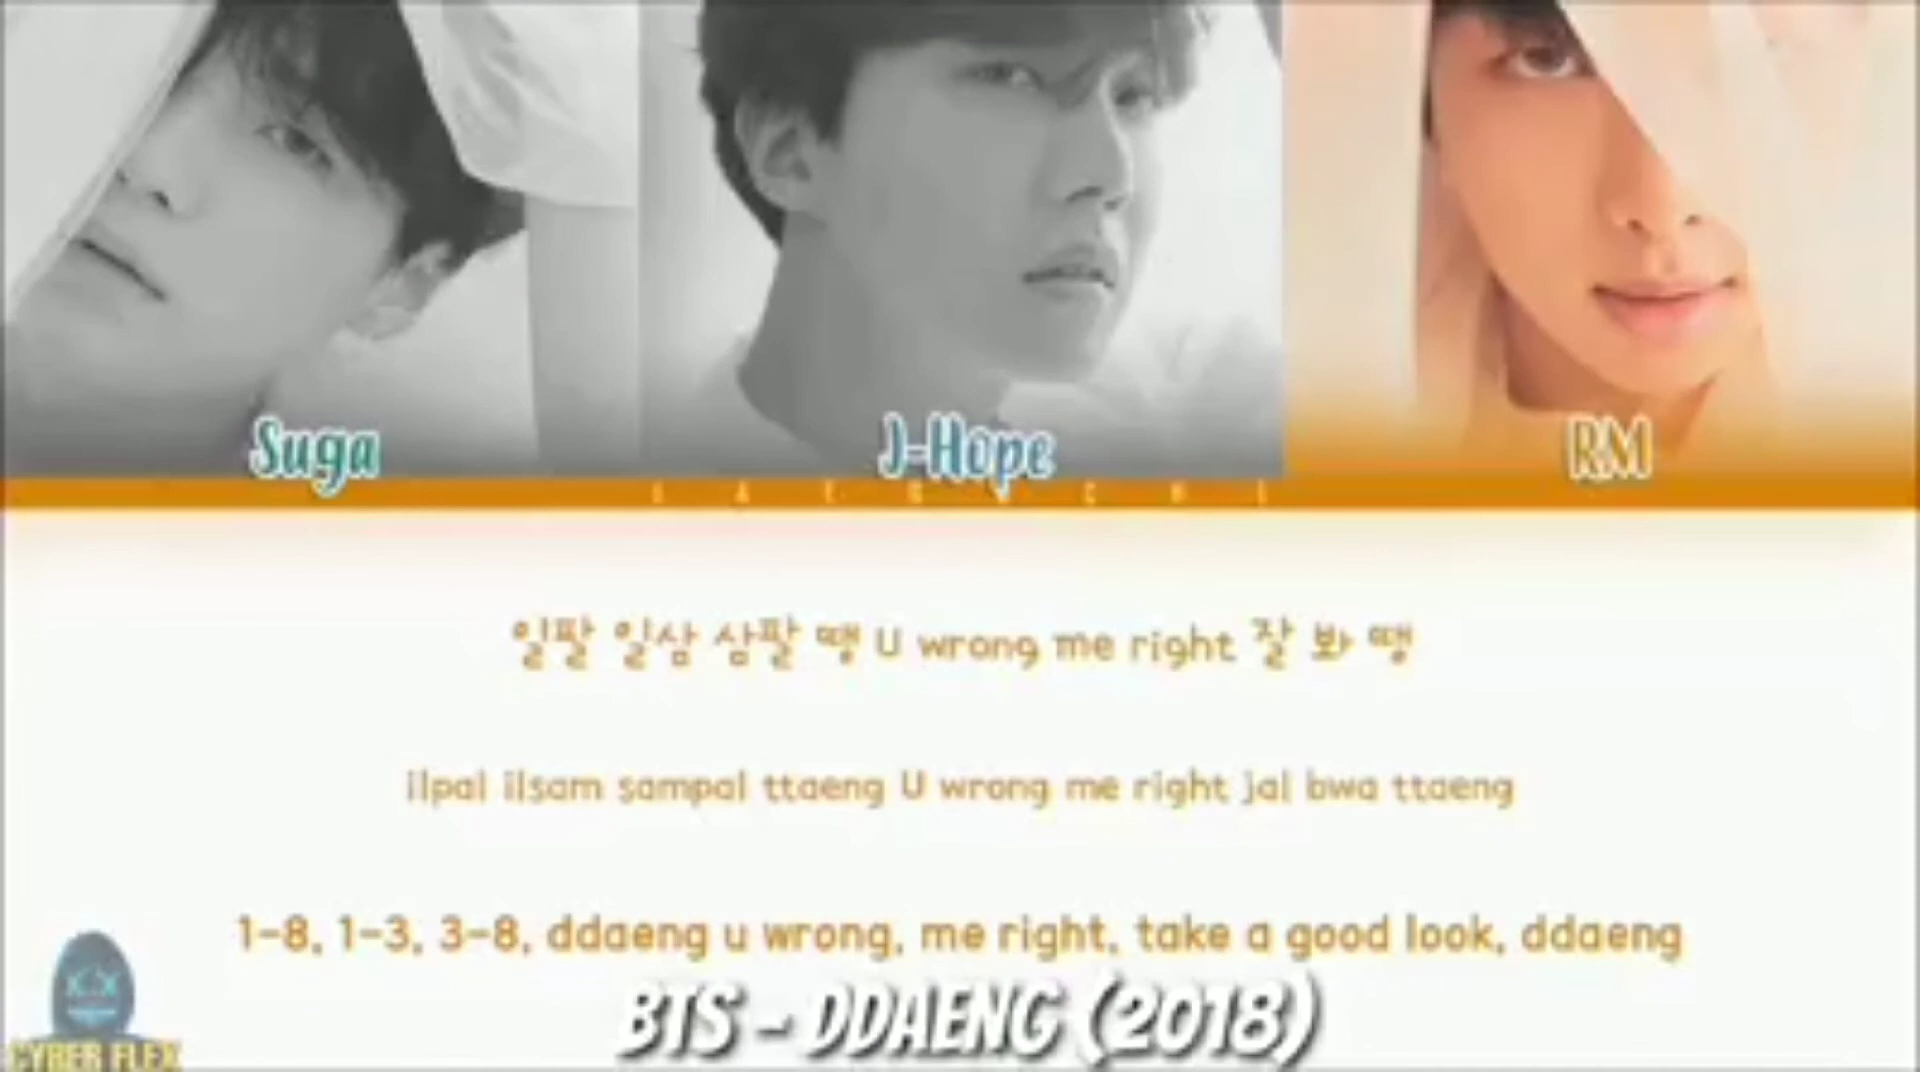 Suga
J-Hope
RM
일팔 일삼 삼팔 땡 U wrong me right 잘 봐 땡
ilpal ilsam sampal ttaeng U wrong me right jal bwa ttaeng
1-8, 1-3, 3-8, ddaeng u wrong, me right, take a good look, ddaeng
X_X
BTS - DDAENG (2018)
CYBER FLEX